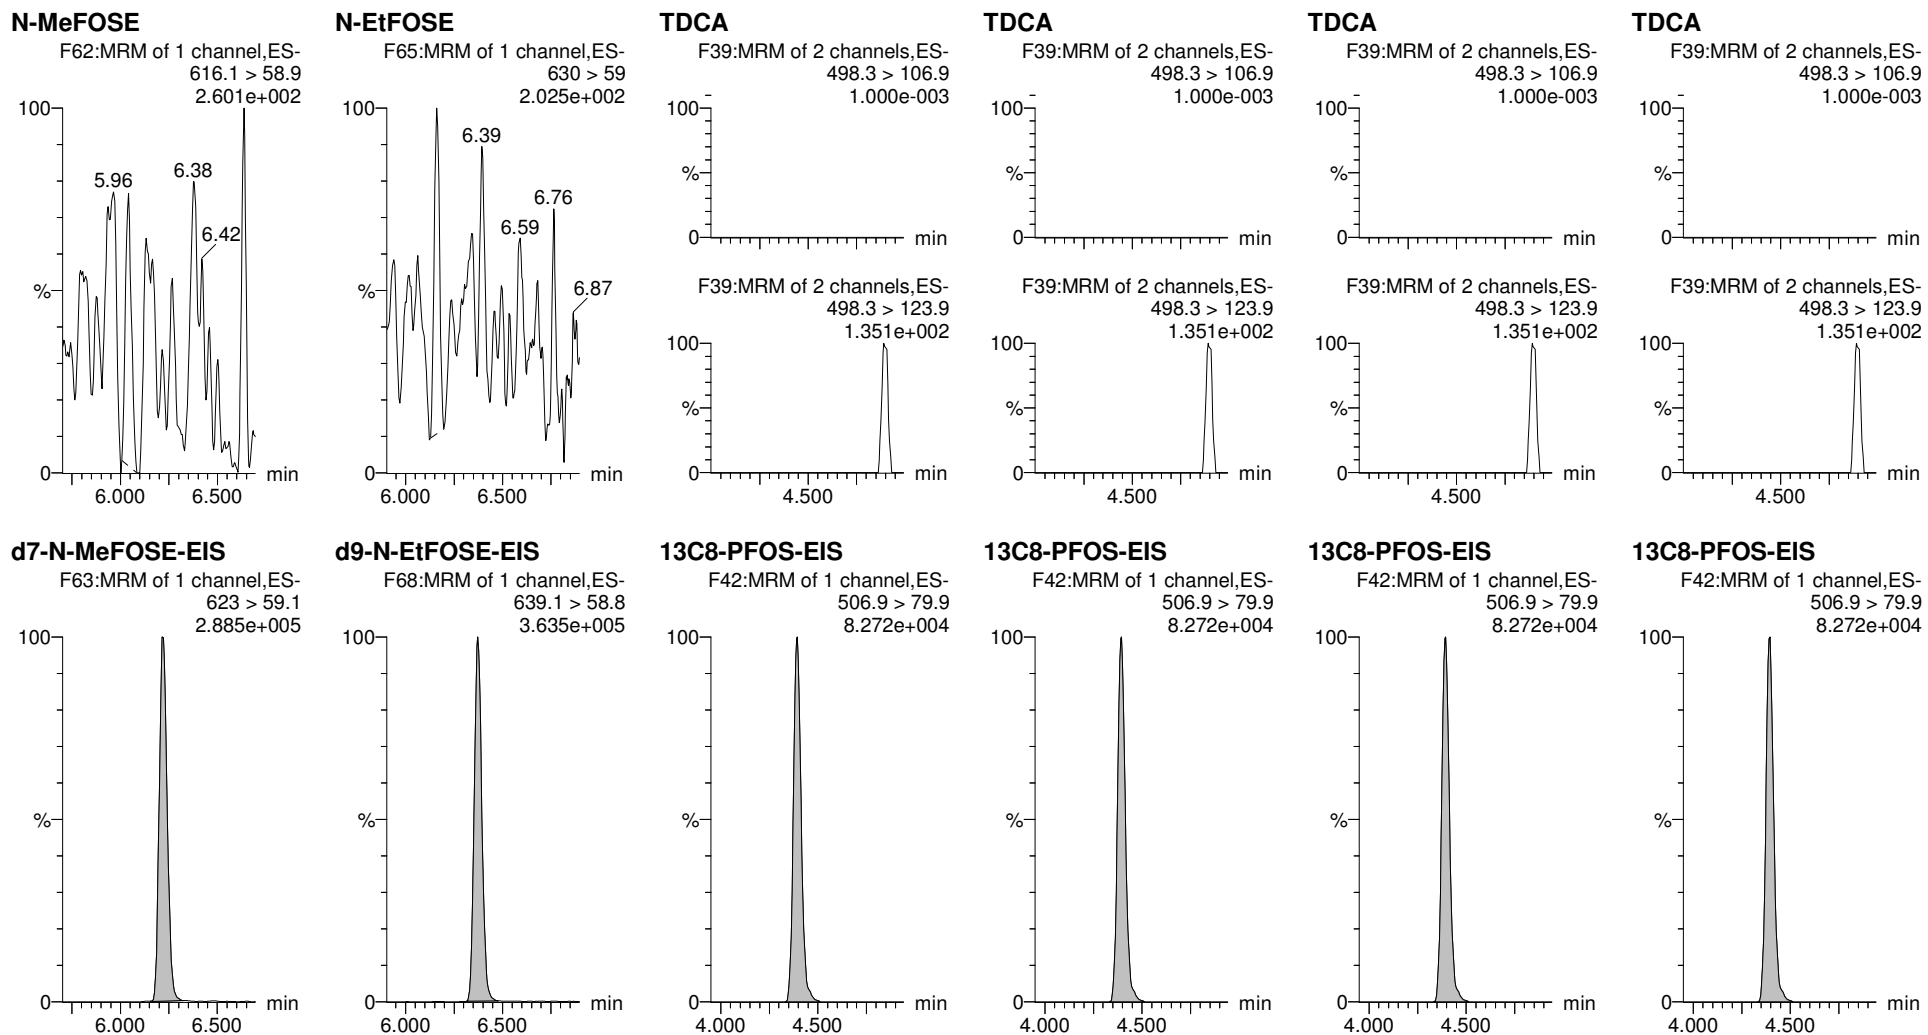 N-MeFOSE
F62:MRM of 1 channel,ES-
616.1 > 58.9
2.601e+002
100
%
0
5.96
6.38
6.42
min
6.000 6.500
N-EtFOSE
F65:MRM of 1 channel,ES-
630 > 59
2.025e+002
100
%
0
6.39
6.59
6.76
6.87
min
6.000 6.500
TDCA
F39:MRM of 2 channels,ES-
498.3 > 106.9
1.000e-003
100
%
0
min
F39:MRM of 2 channels,ES-
498.3 > 123.9
1.351e+002
100
%
0
min
4.500
TDCA
F39:MRM of 2 channels,ES-
498.3 > 106.9
1.000e-003
100
%
0
min
F39:MRM of 2 channels,ES-
498.3 > 123.9
1.351e+002
100
%
0
min
4.500
TDCA
F39:MRM of 2 channels,ES-
498.3 > 106.9
1.000e-003
100
%
0
min
F39:MRM of 2 channels,ES-
498.3 > 123.9
1.351e+002
100
%
0
min
4.500
TDCA
F39:MRM of 2 channels,ES-
498.3 > 106.9
1.000e-003
100
%
0
min
F39:MRM of 2 channels,ES-
498.3 > 123.9
1.351e+002
100
%
0
min
4.500
d7-N-MeFOSE-EIS
F63:MRM of 1 channel,ES-
623 > 59.1
2.885e+005
100
%
0
min
6.000 6.500
d9-N-EtFOSE-EIS
F68:MRM of 1 channel,ES-
639.1 > 58.8
3.635e+005
100
%
0
min
6.000 6.500
13C8-PFOS-EIS
F42:MRM of 1 channel,ES-
506.9 > 79.9
8.272e+004
100
%
0
min
4.000 4.500
13C8-PFOS-EIS
F42:MRM of 1 channel,ES-
506.9 > 79.9
8.272e+004
100
%
0
min
4.000 4.500
13C8-PFOS-EIS
F42:MRM of 1 channel,ES-
506.9 > 79.9
8.272e+004
100
%
0
min
4.000 4.500
13C8-PFOS-EIS
F42:MRM of 1 channel,ES-
506.9 > 79.9
8.272e+004
100
%
0
min
4.000 4.500